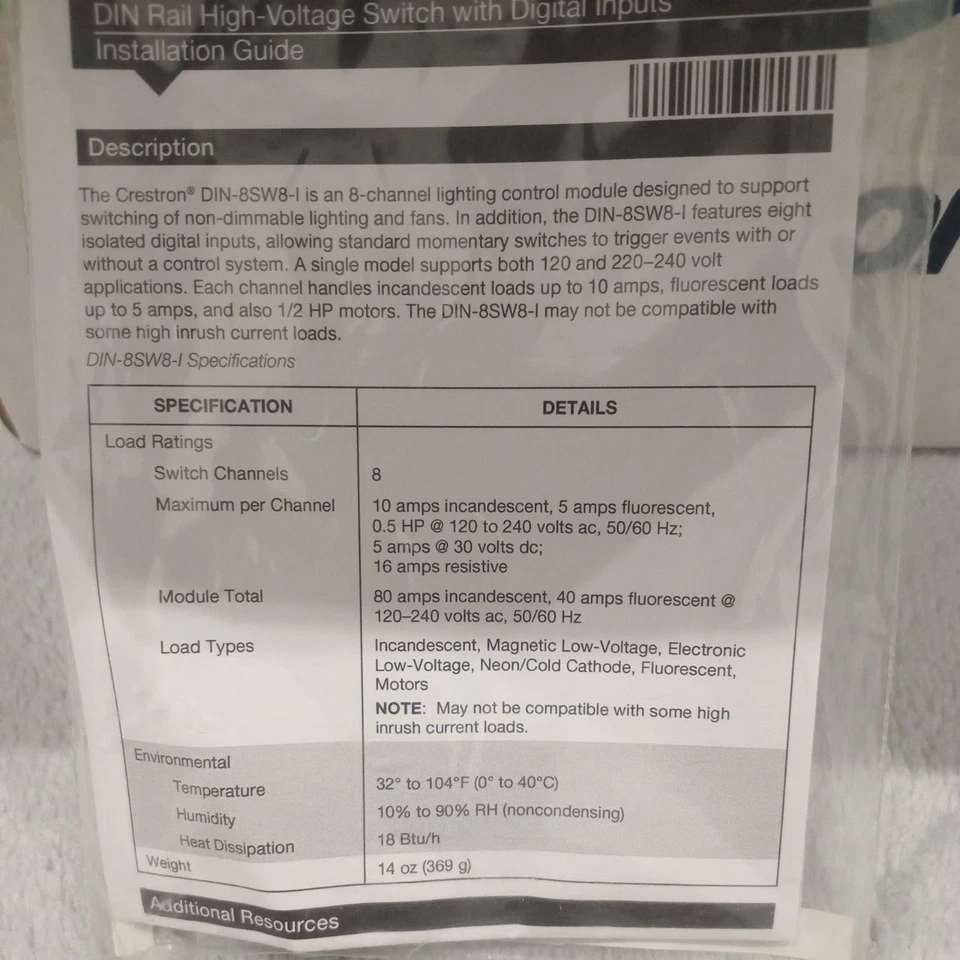 DIN Rail High-Voltage Switch with Digital Inputs
Installation Guide
Description
The Crestron® DIN-8SW8-I is an 8-channel lighting control module designed to support
switching of non-dimmable lighting and fans. In addition, the DIN-8SW8-I features eight
isolated digital inputs, allowing standard momentary switches to trigger events with or
without a control system. A single model supports both 120 and 220–240 volt
applications. Each channel handles incandescent loads up to 10 amps, fluorescent loads
up to 5 amps, and also 1/2 HP motors. The DIN-8SW8-I may not be compatible with
some high inrush current loads.
DIN-8SW8-I Specifications
SPECIFICATION DETAILS
Load Ratings
Switch Channels 8
Maximum per Channel 10 amps incandescent, 5 amps fluorescent,
0.5 HP @ 120 to 240 volts ac, 50/60 Hz;
5 amps @ 30 volts dc;
16 amps resistive
Module Total 80 amps incandescent, 40 amps fluorescent @
120–240 volts ac, 50/60 Hz
Load Types Incandescent, Magnetic Low-Voltage, Electronic
Low-Voltage, Neon/Cold Cathode, Fluorescent,
Motors
NOTE: May not be compatible with some high
inrush current loads.
Environmental
Temperature 32° to 104°F (0° to 40°C)
Humidity 10% to 90% RH (noncondensing)
Heat Dissipation 18 Btu/h
Weight 14 oz (369 g)
Additional Resources